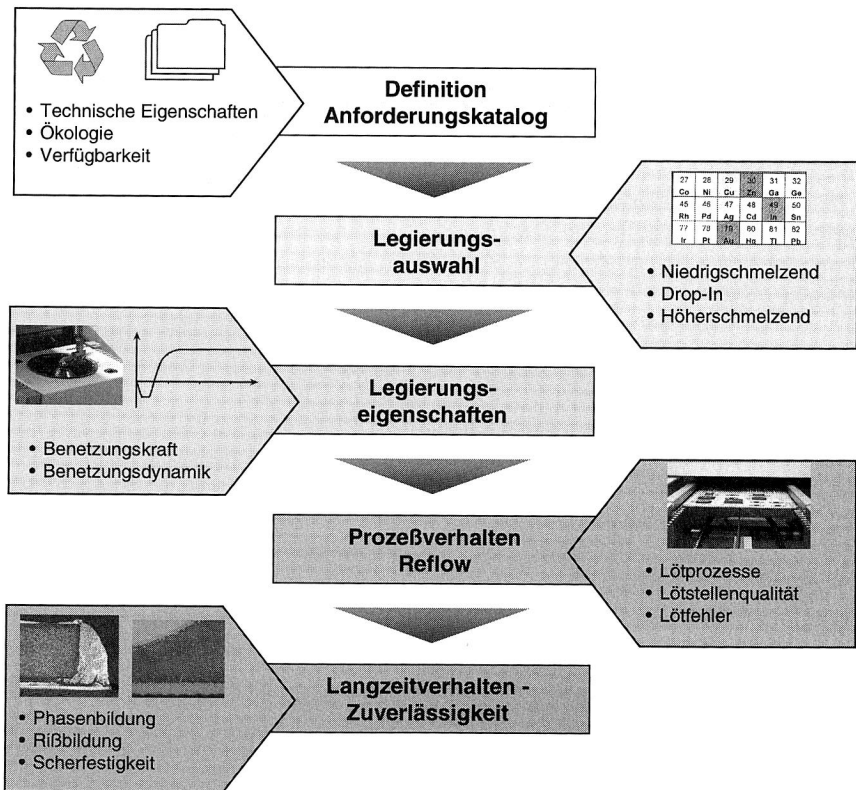 • Technische Eigenschaften
• Ökologie
• Verfügbarkeit
Definition
Anforderungskatalog
Legierungs-
auswahl
27 28 29 30 31 32
Co Ni Cu Zn Ga Ge
45 46 47 48 49 50
Rh Pd Ag Cd In Sn
77 78 79 80 81 82
Ir Pt Au Hg Tl Pb
• Niedrigschmelzend
• Drop-In
• Höherschmelzend
Legierungs-
eigenschaften
• Benetzungskraft
• Benetzungsdynamik
Prozeßverhalten
Reflow
• Lötprozesse
• Lötstellenqualität
• Lötfehler
Langzeitverhalten -
Zuverlässigkeit
• Phasenbildung
• Rißbildung
• Scherfestigkeit